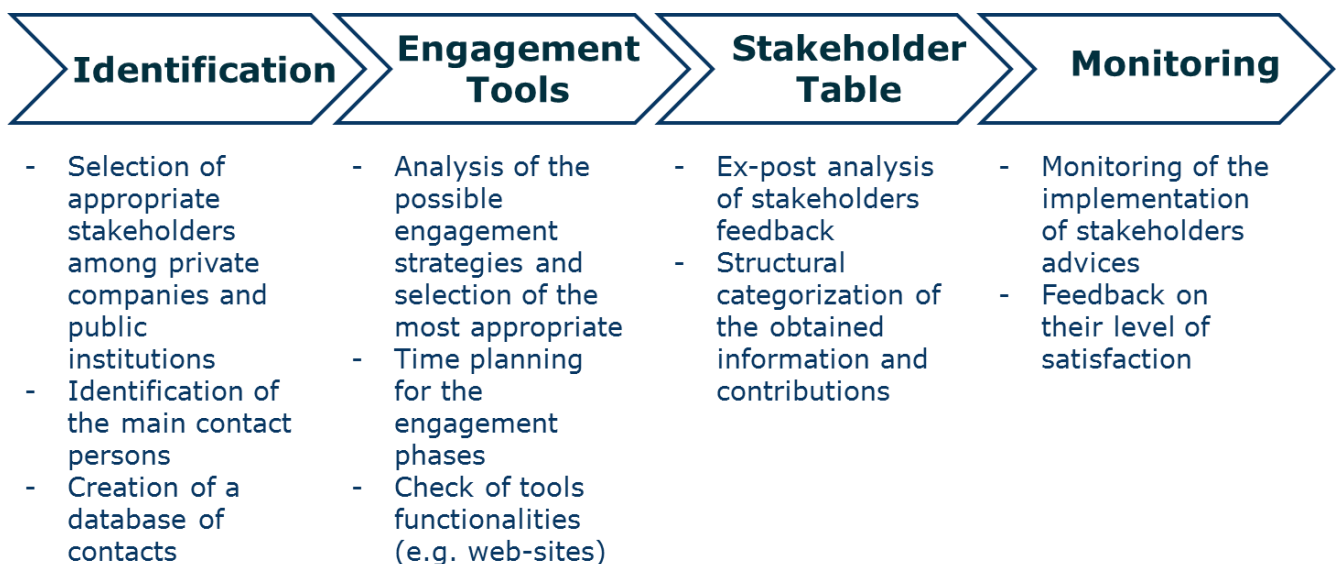 Identification
Engagement
Tools
Stakeholder
Table
Monitoring
- Selection of
appropriate
stakeholders
among private
companies and
public
institutions
- Identification of
the main contact
persons
- Creation of a
database of
contacts
- Analysis of the
possible
engagement
strategies and
selection of the
most appropriate
- Time planning
for the
engagement
phases
- Check of tools
functionalities
(e.g. web-sites)
- Ex-post analysis
of stakeholders
feedback
- Structural
categorization of
the obtained
information and
contributions
- Monitoring of the
implementation
of stakeholders
advices
- Feedback on
their level of
satisfaction